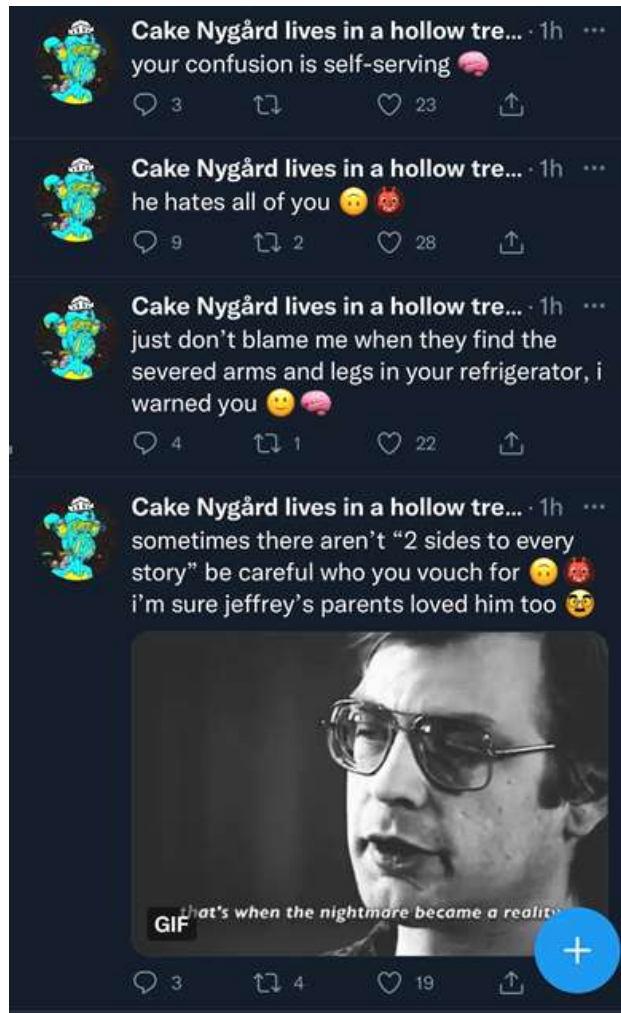 Cake Nygård lives in a hollow tre... · 1h
your confusion is self-serving 🧠
3 23
Cake Nygård lives in a hollow tre... · 1h
he hates all of you 🙃 👹
9 2 28
Cake Nygård lives in a hollow tre... · 1h
just don’t blame me when they find the
severed arms and legs in your refrigerator, i
warned you 🙂🧠
4 1 22
Cake Nygård lives in a hollow tre... · 1h
sometimes there aren’t “2 sides to every
story” be careful who you vouch for 🙃 👹
i’m sure jeffrey’s parents loved him too 🥸
that's when the nightmare became a reality
GIF
3 4 19